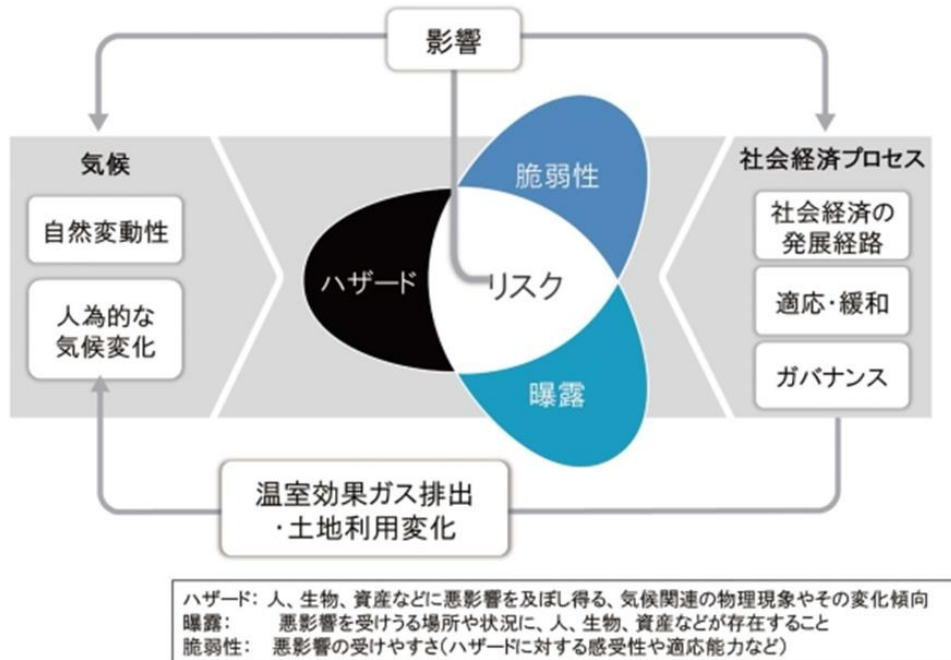 影響
気候
自然変動性
人為的な
気候変化
脆弱性
ハザード
リスク
曝露
社会経済プロセス
社会経済の
発展経路
適応・緩和
ガバナンス
温室効果ガス排出
・土地利用変化
ハザード： 人、生物、資産などに悪影響を及ぼし得る、気候関連の物理現象やその変化傾向
曝露： 悪影響を受けうる場所や状況に、人、生物、資産などが存在すること
脆弱性： 悪影響の受けやすさ（ハザードに対する感受性や適応能力など）